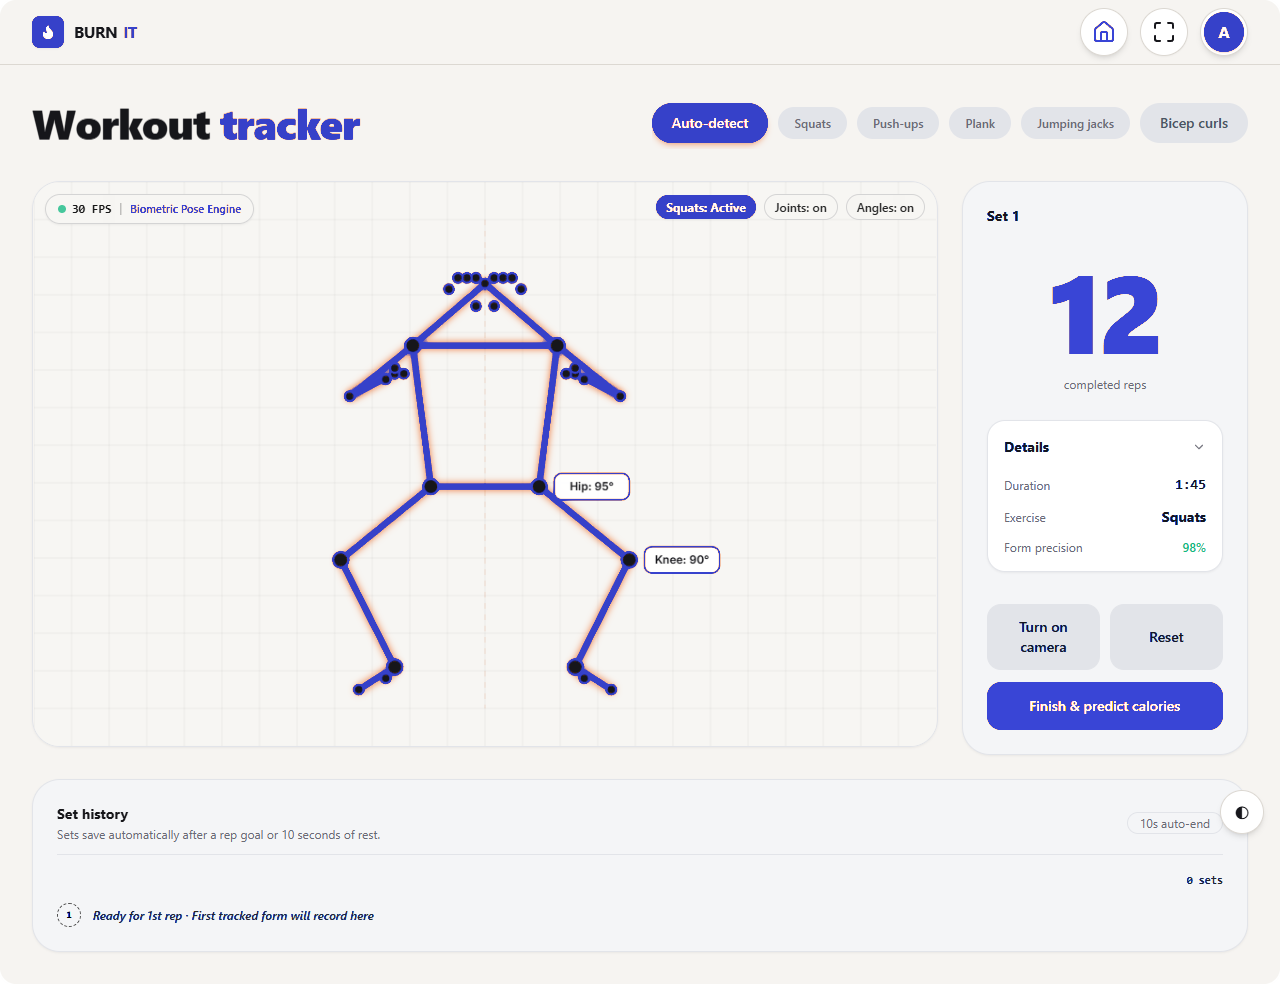 BURN IT
A
Workout tracker
Auto-detect
Squats
Push-ups
Plank
Jumping jacks
Bicep curls
30 FPS | Biometric Pose Engine
Squats: Active
Joints: on
Angles: on
Hip: 95°
Knee: 90°
Set 1
12
completed reps
Details
Duration 1:45
Exercise Squats
Form precision 98%
Turn on
camera
Reset
Finish & predict calories
Set history
Sets save automatically after a rep goal or 10 seconds of rest.
10s auto-end
0 sets
1 Ready for 1st rep · First tracked form will record here